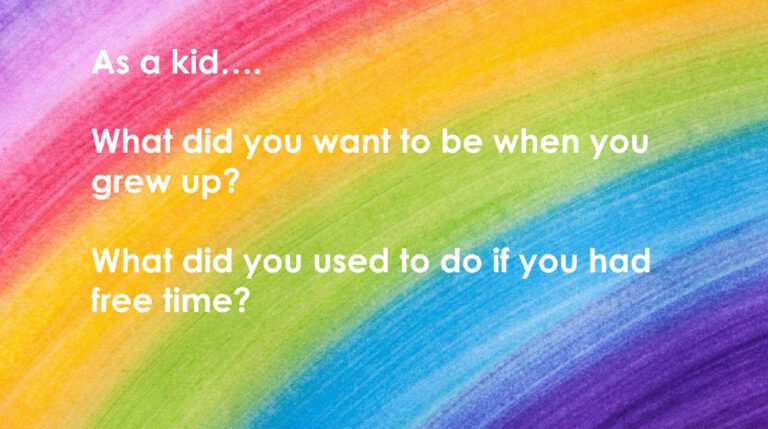 As a kid....
What did you want to be when you
grew up?
What did you used to do if you had
free time?